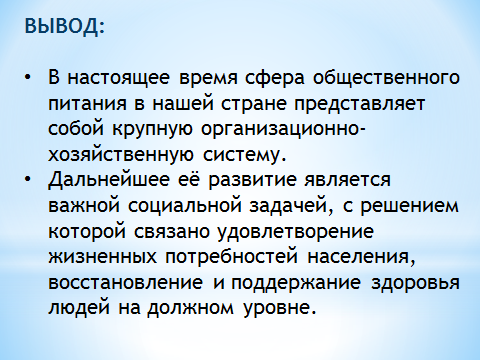 ВЫВОД:
• В настоящее время сфера общественного
питания в нашей стране представляет
собой крупную организационно-
хозяйственную систему.
• Дальнейшее её развитие является
важной социальной задачей, с решением
которой связано удовлетворение
жизненных потребностей населения,
восстановление и поддержание здоровья
людей на должном уровне.